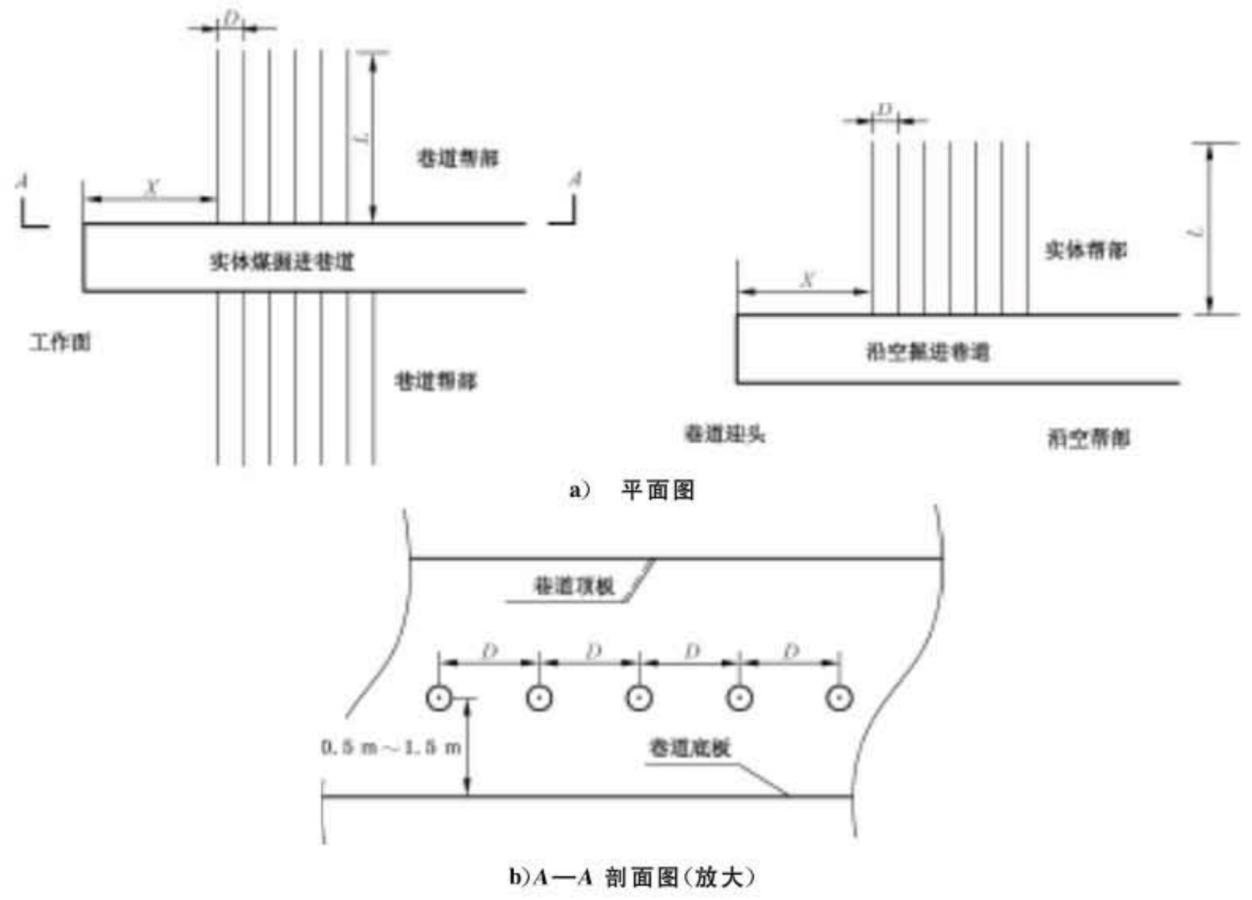 D
L
巷道帮部
A
A
X
实体煤掘进巷道
工作面
巷道帮部
D
L
实体帮部
X
沿空掘进巷道
巷道迎头
沿空帮部
a) 平面图
巷道顶板
D
D
D
D
0.5 m～1.5 m
巷道底板
b)A—A 剖面图(放大)